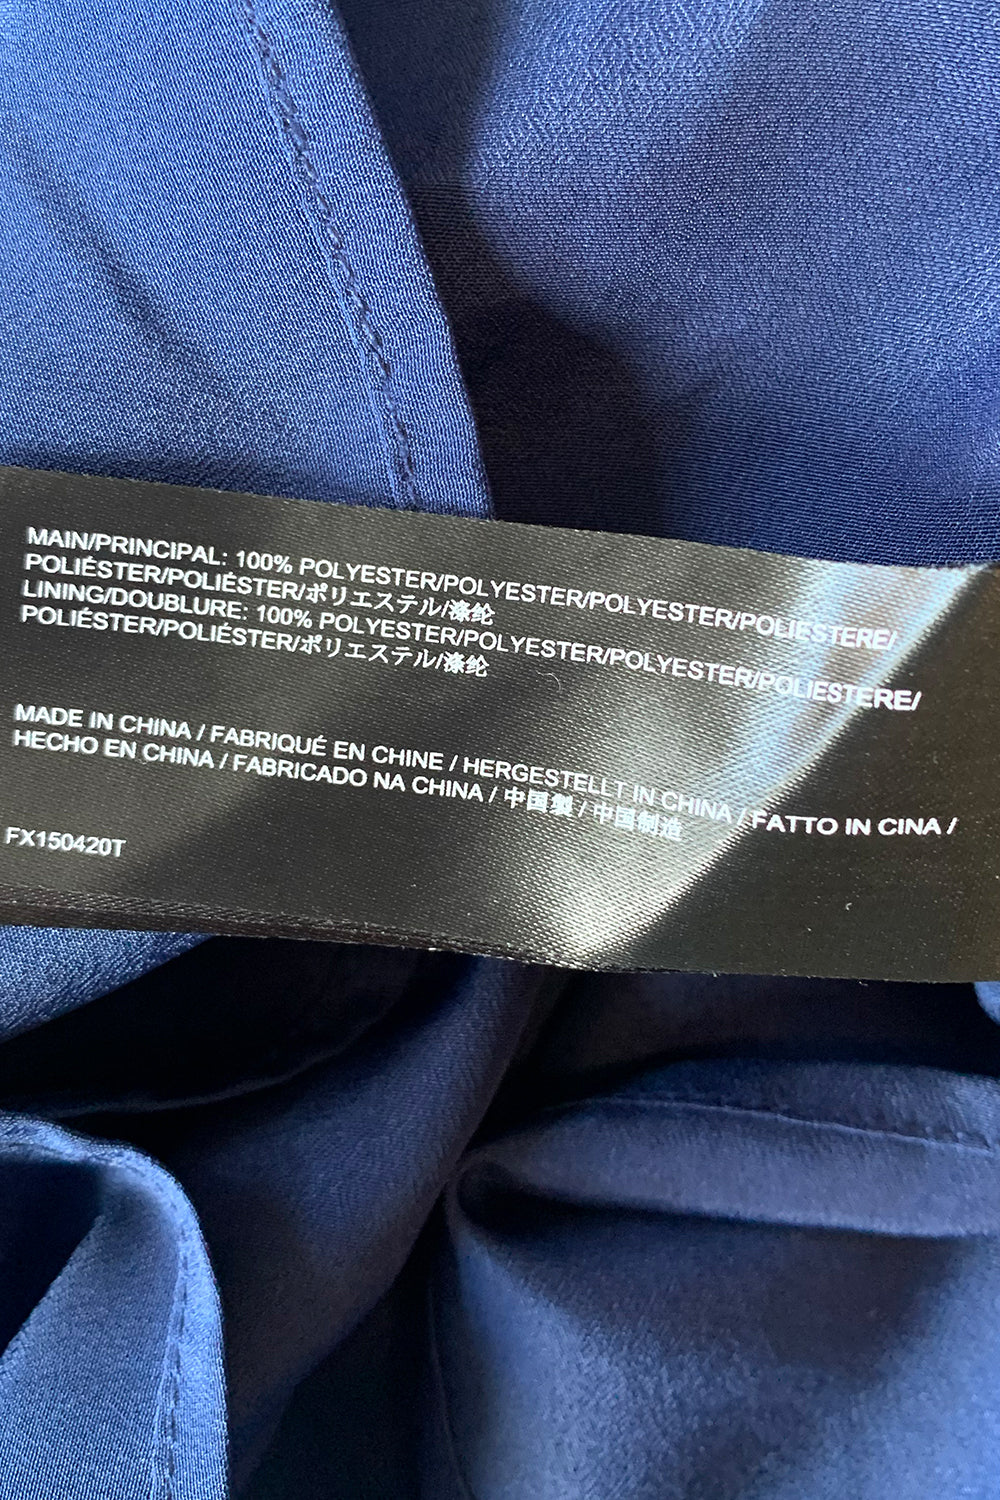 MAIN/PRINCIPAL: 100% POLYESTER/POLYESTER/POLYESTER/POLIESTERE/
POLIÉSTER/POLIÉSTER/ポリエステル/涤纶
LINING/DOUBLURE: 100% POLYESTER/POLYESTER/POLYESTER/POLIESTERE/
POLIÉSTER/POLIÉSTER/ポリエステル/涤纶
MADE IN CHINA / FABRIQUÉ EN CHINE / HERGESTELLT IN CHINA / FATTO IN CINA /
HECHO EN CHINA / FABRICADO NA CHINA / 中国製 / 中国制造
FX150420T